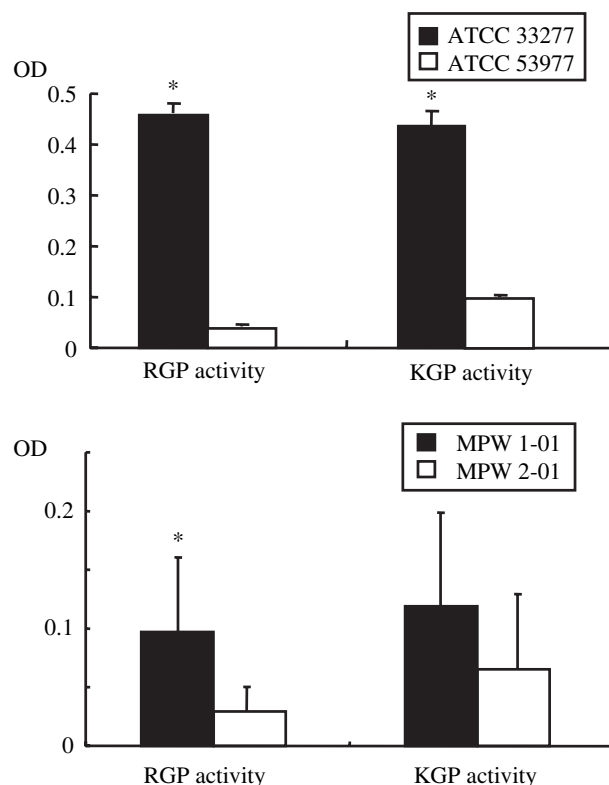 ATCC 33277
ATCC 53977
OD
0.5
0.4
0.3
0.2
0.1
0
*
*
RGP activity
KGP activity
MPW 1-01
MPW 2-01
OD
0.2
0.1
0
*
RGP activity
KGP activity